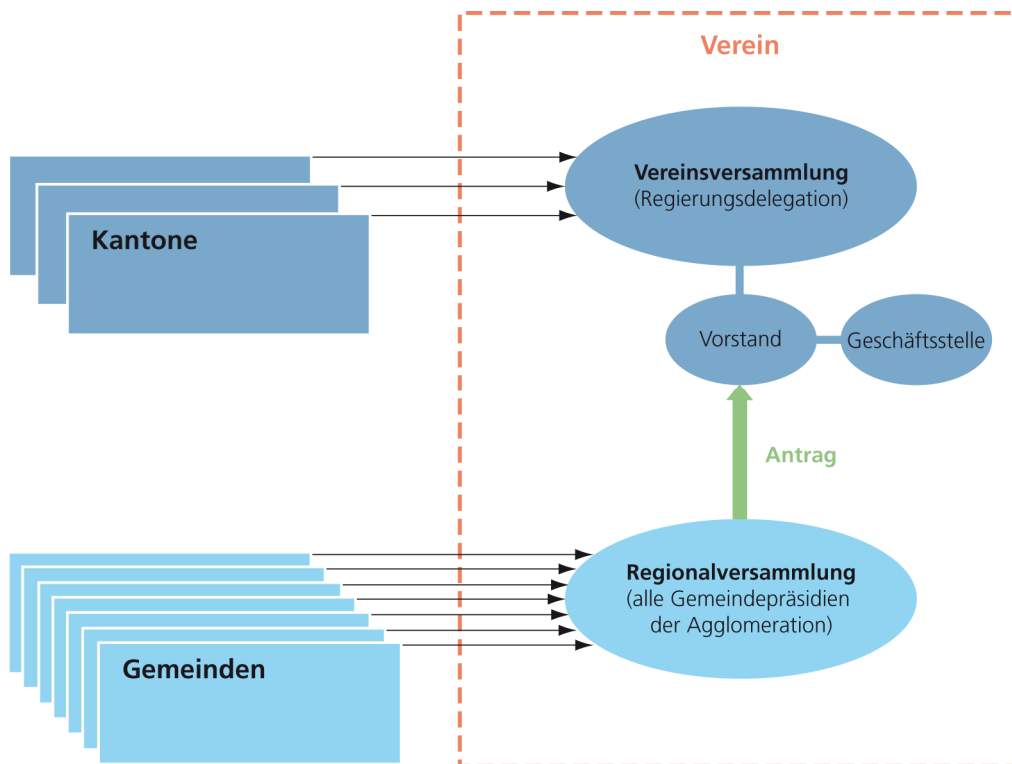 Verein
Vereinsversammlung
(Regierungsdelegation)
Kantone
Vorstand
Geschäftsstelle
Antrag
Regionalversammlung
(alle Gemeindepräsidien
der Agglomeration)
Gemeinden